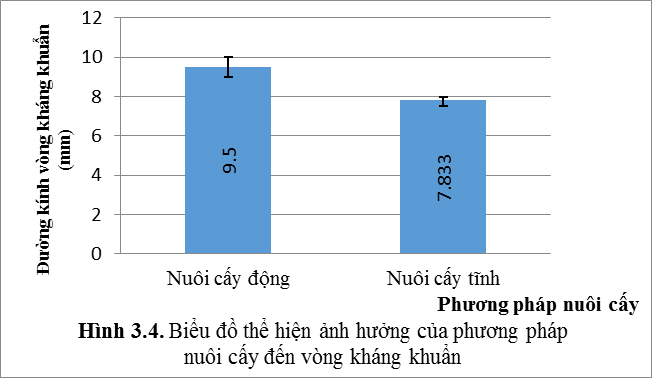 Đường kính vòng kháng khuẩn
(mm)
12
10
8
6
4
2
0
9.5
7.833
Nuôi cấy động
Nuôi cấy tĩnh
Phương pháp nuôi cấy
Hình 3.4. Biểu đồ thể hiện ảnh hưởng của phương pháp
nuôi cấy đến vòng kháng khuẩn